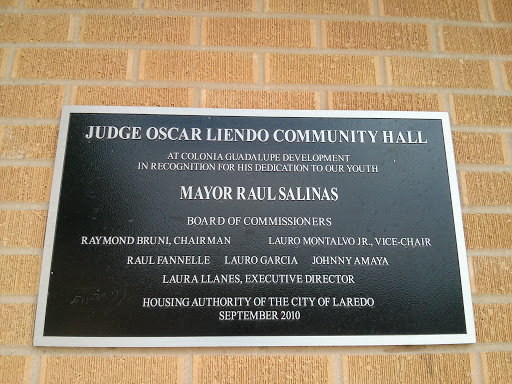 JUDGE OSCAR LIENDO COMMUNITY HALL
AT COLONIA GUADALUPE DEVELOPMENT
IN RECOGNITION FOR HIS DEDICATION TO OUR YOUTH
MAYOR RAUL SALINAS
BOARD OF COMMISSIONERS
RAYMOND BRUNI, CHAIRMAN LAURO MONTALVO JR., VICE-CHAIR
RAUL FANNELLE LAURO GARCIA JOHNNY AMAYA
LAURA LLANES, EXECUTIVE DIRECTOR
HOUSING AUTHORITY OF THE CITY OF LAREDO
SEPTEMBER 2010